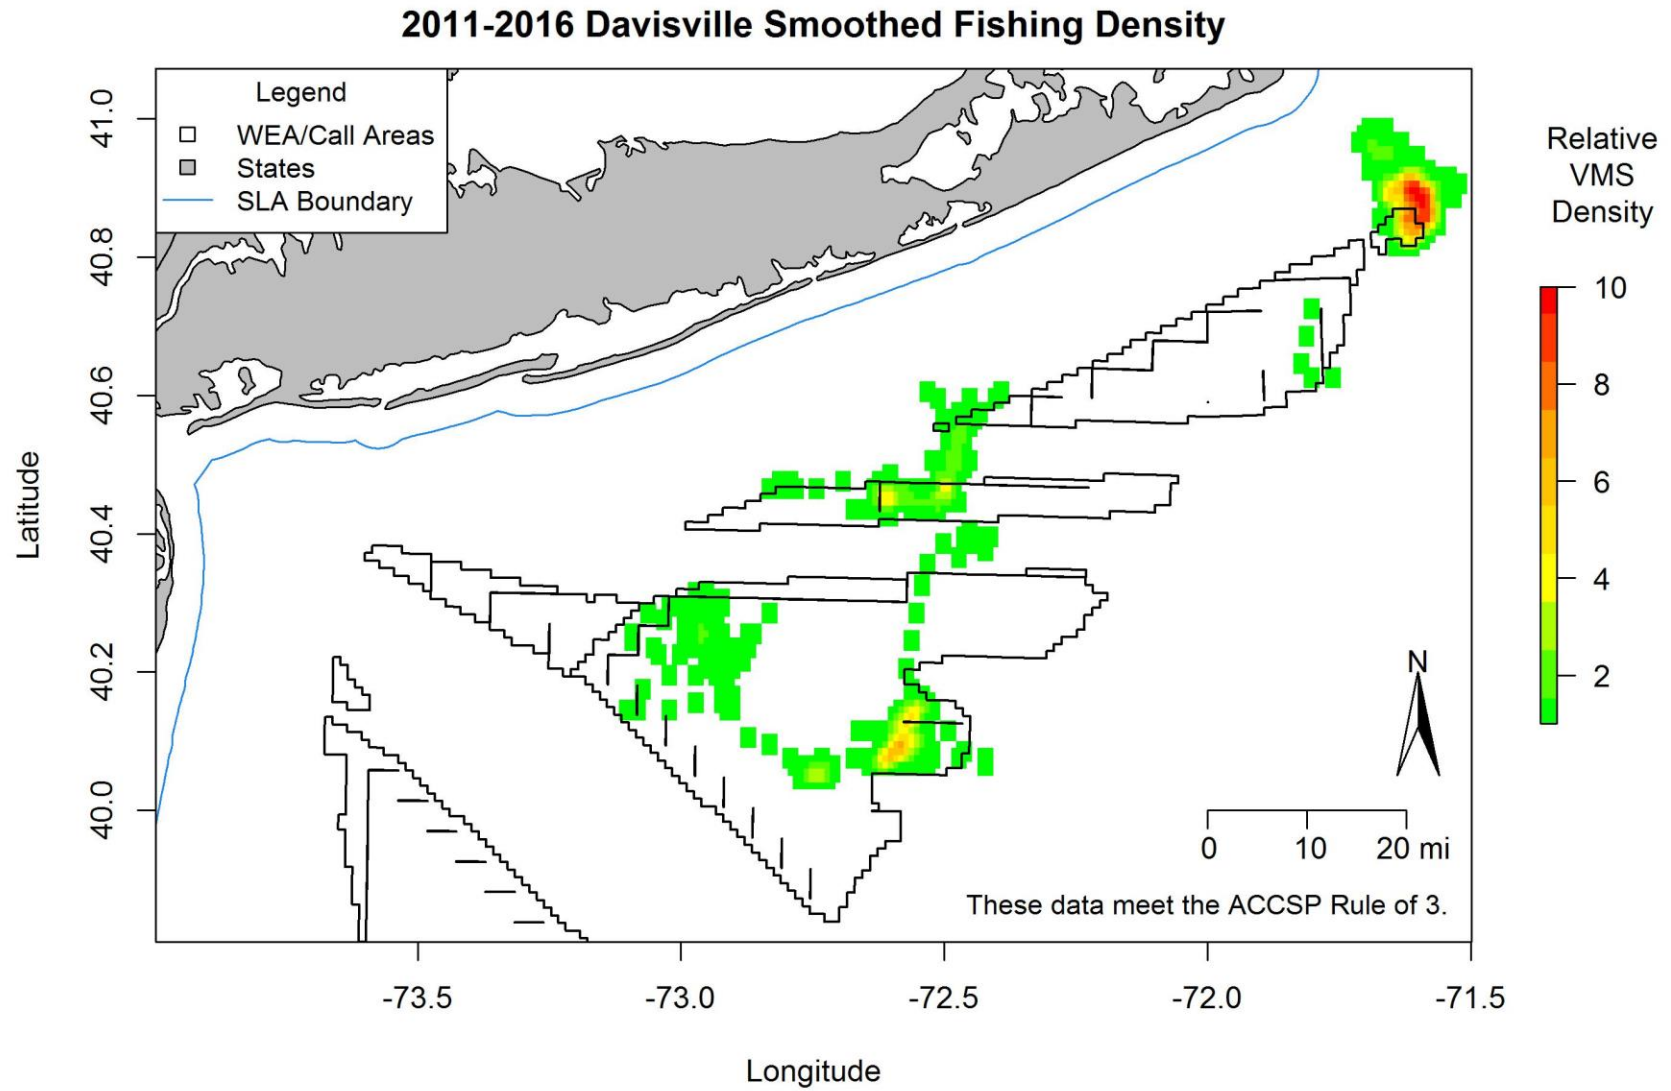 2011-2016 Davisville Smoothed Fishing Density
Legend
WEA/Call Areas
States
SLA Boundary
Relative
VMS
Density
10
8
6
4
2
Latitude
41.0
40.8
40.6
40.4
40.2
40.0
N
0 10 20 mi
These data meet the ACCSP Rule of 3.
-73.5 -73.0 -72.5 -72.0 -71.5
Longitude